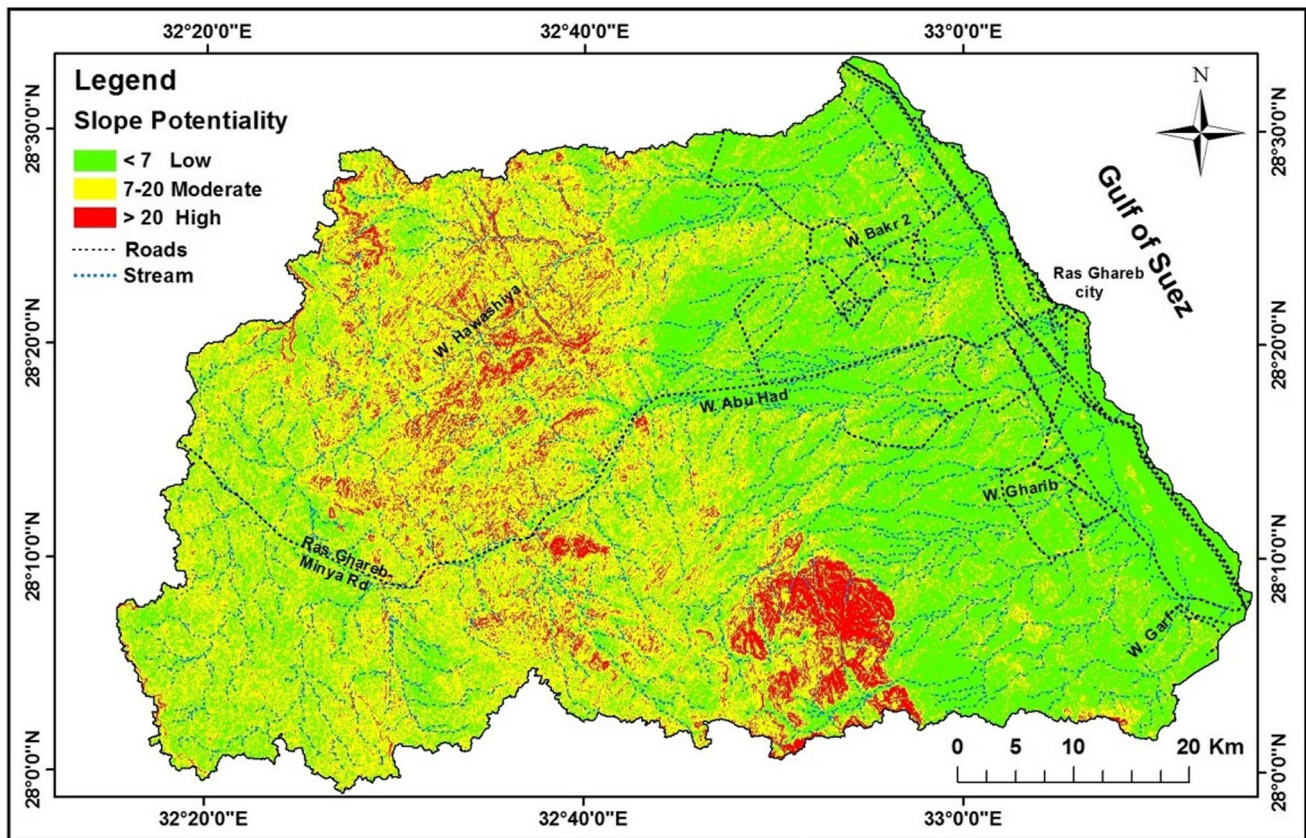 32°20'0"E 32°40'0"E 33°0'0"E
Legend
Slope Potentiality
< 7 Low
7-20 Moderate
> 20 High
Roads
Stream
N
28°30'0"N
28°30'0"N
Gulf of Suez
W. Bakr 2
Ras Ghareb
city
W. Hawashiya
28°20'0"N
28°20'0"N
W. Abu Had
W. Gharib
28°10'0"N
28°10'0"N
Ras Ghareb-
Minya Rd
W. Garf
28°0'0"N
28°0'0"N
0 5 10 20 Km
32°20'0"E 32°40'0"E 33°0'0"E